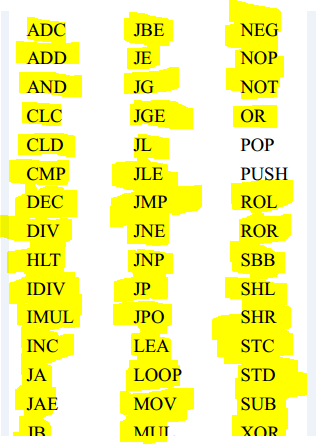 ADC JBE NEG
ADD JE NOP
AND JG NOT
CLC JGE OR
CLD JL POP
CMP JLE PUSH
DEC JMP ROL
DIV JNE ROR
HLT JNP SBB
IDIV JP SHL
IMUL JPO SHR
INC LEA STC
JA LOOP STD
JAE MOV SUB
JB MUL XOR